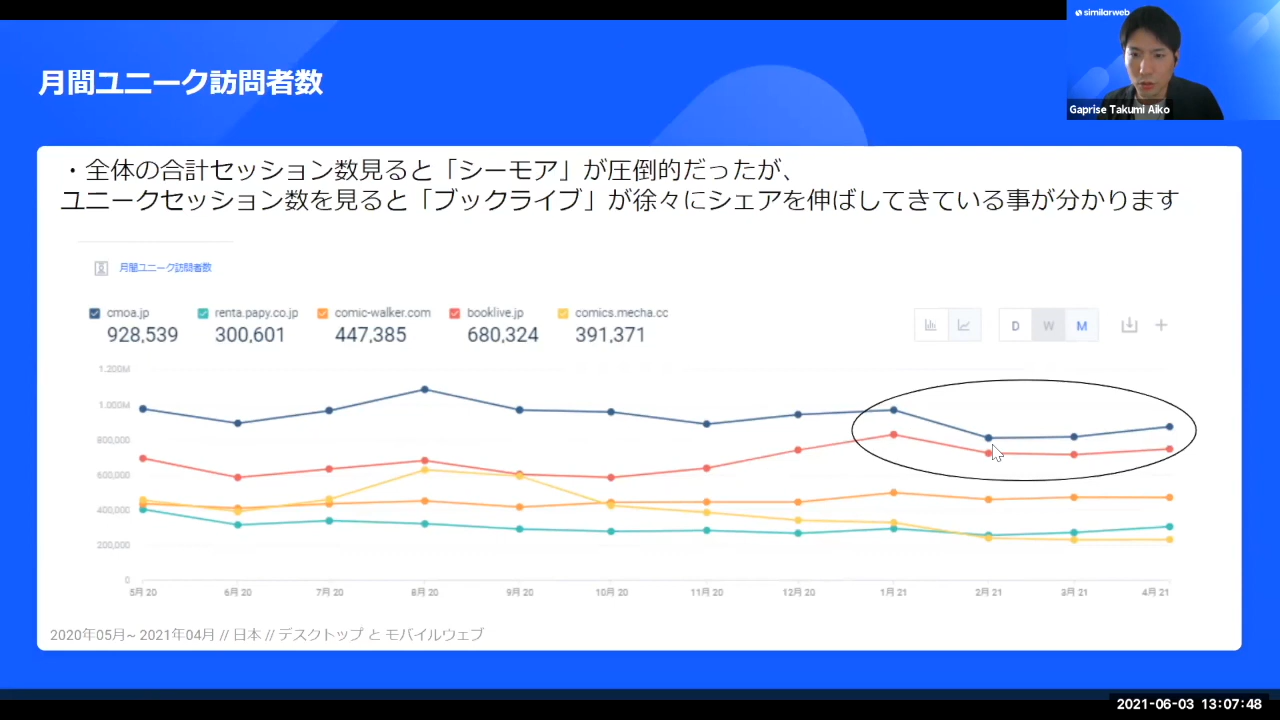 similarweb
Gaprise Takumi Aiko
月間ユニーク訪問者数
・全体の合計セッション数見ると「シーモア」が圧倒的だったが、
ユニークセッション数を見ると「ブックライブ」が徐々にシェアを伸ばしてきている事が分かります
月間ユニーク訪問者数
cmoa.jp renta.papy.co.jp comic-walker.com booklive.jp comics.mecha.cc
928,539 300,601 447,385 680,324 391,371
D W M
1.200M
1.000M
800,000
600,000
400,000
200,000
0
5月 20 6月 20 7月 20 8月 20 9月 20 10月 20 11月 20 12月 20 1月 21 2月 21 3月 21 4月 21
2020年05月~ 2021年04月 // 日本 // デスクトップ と モバイルウェブ
2021-06-03 13:07:48